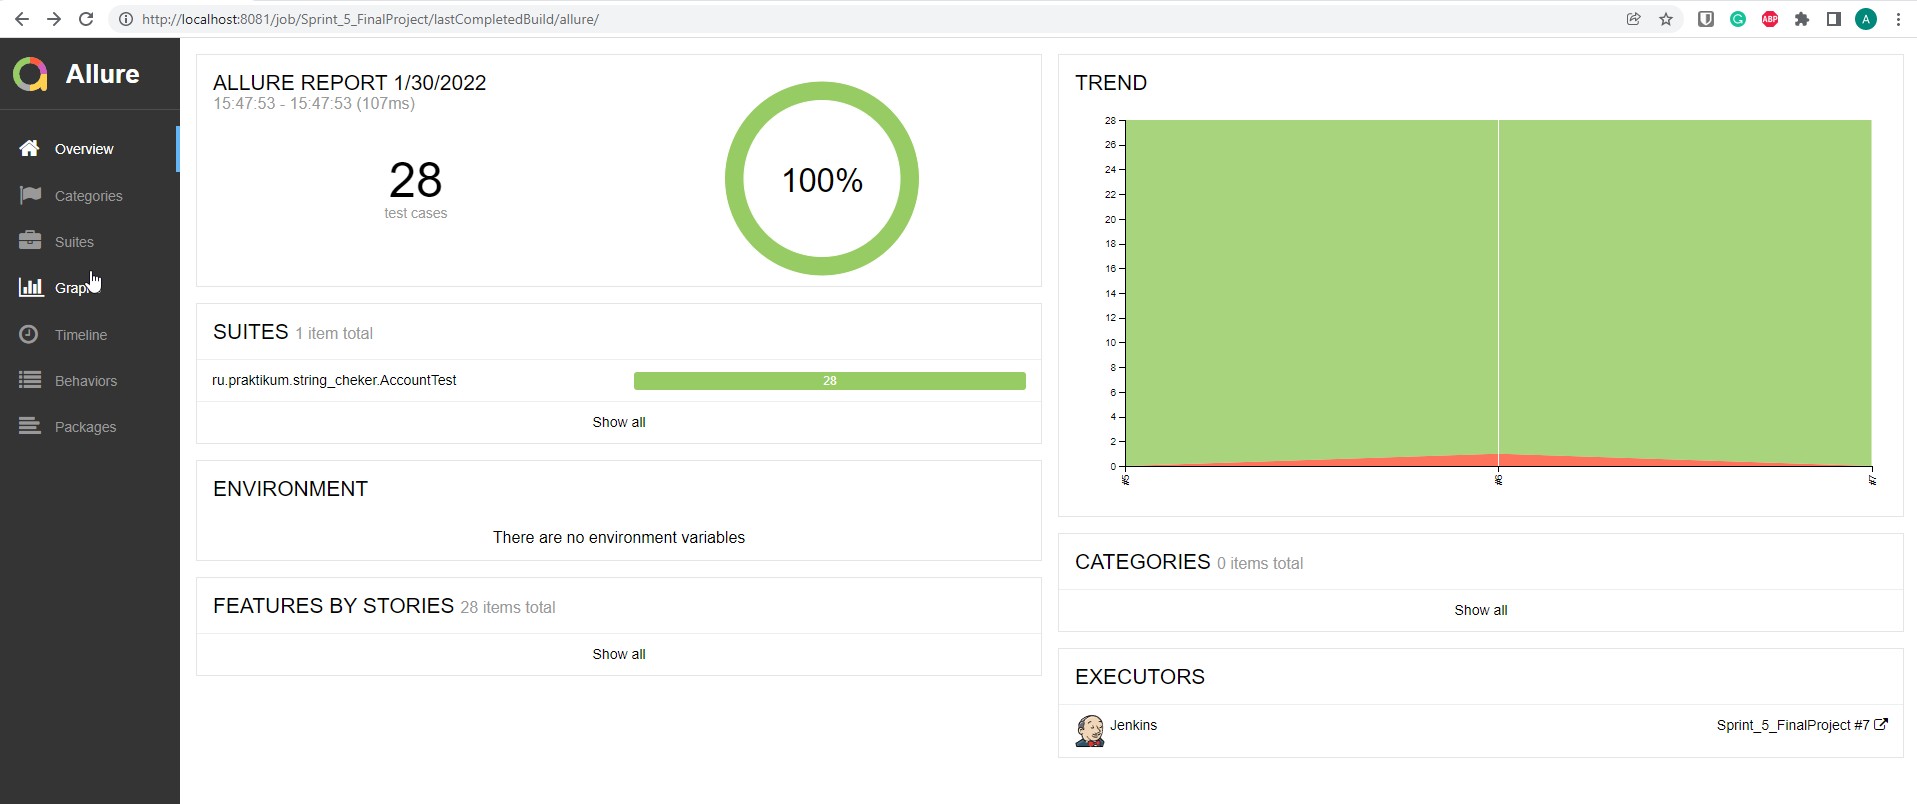 http://localhost:8081/job/Sprint_5_FinalProject/lastCompletedBuild/allure/
ABP
A
Allure
Overview
Categories
Suites
Timeline
Behaviors
Packages
ALLURE REPORT 1/30/2022
15:47:53 - 15:47:53 (107ms)
28
test cases
100%
SUITES 1 item total
ru.praktikum.string_cheker.AccountTest 28
Show all
ENVIRONMENT
There are no environment variables
FEATURES BY STORIES 28 items total
Show all
TREND
28
26
24
22
20
18
16
14
12
10
8
6
4
2
0
#5
#6
#7
CATEGORIES 0 items total
Show all
EXECUTORS
Jenkins
Sprint_5_FinalProject #7